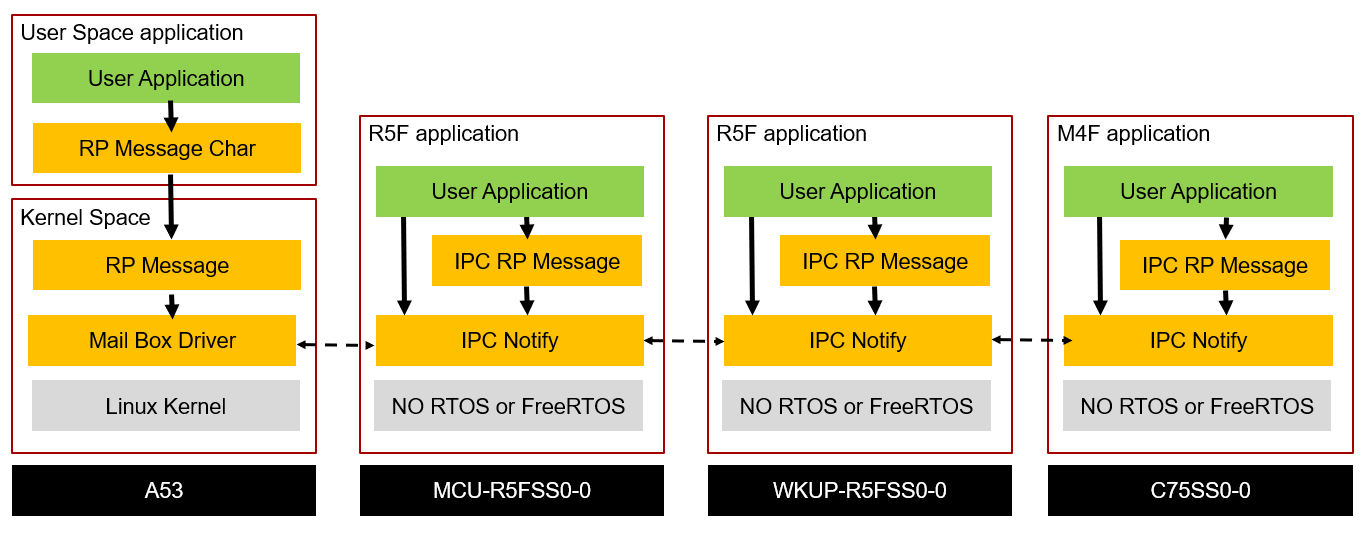 User Space application
User Application
RP Message Char
Kernel Space
RP Message
Mail Box Driver
Linux Kernel
A53
R5F application
User Application
IPC RP Message
IPC Notify
NO RTOS or FreeRTOS
MCU-R5FSS0-0
R5F application
User Application
IPC RP Message
IPC Notify
NO RTOS or FreeRTOS
WKUP-R5FSS0-0
M4F application
User Application
IPC RP Message
IPC Notify
NO RTOS or FreeRTOS
C75SS0-0